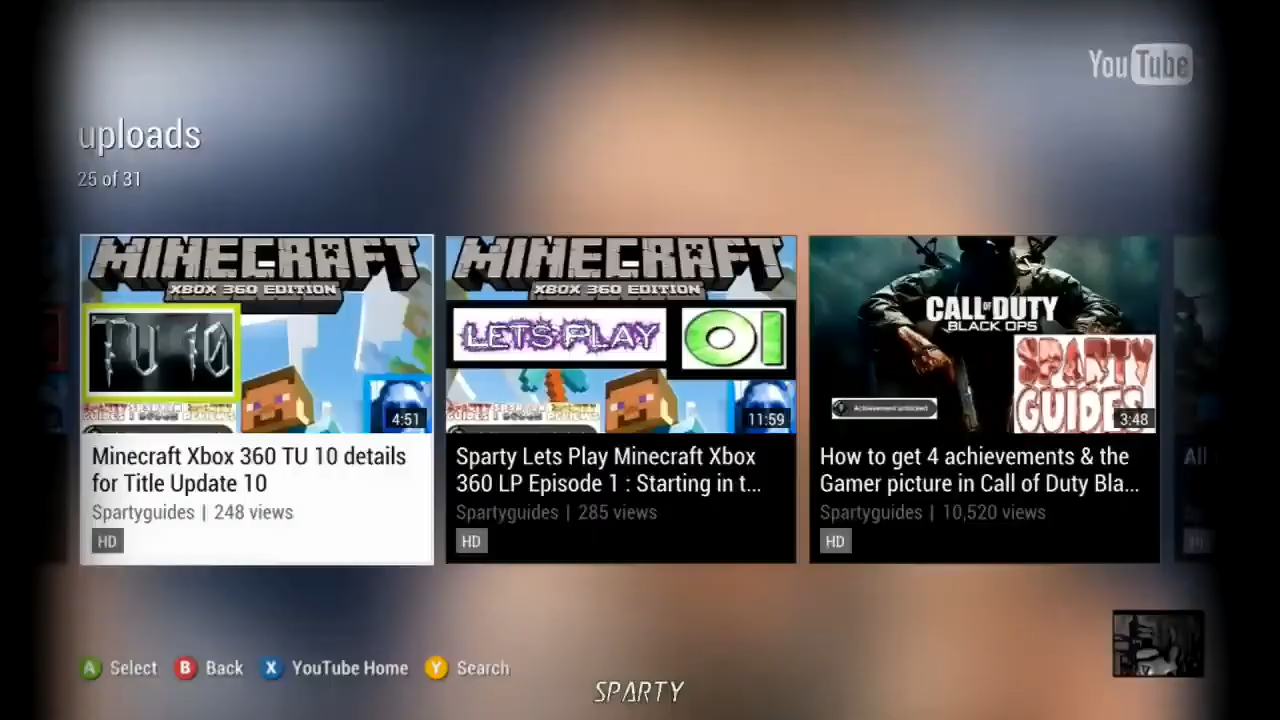 YouTube
uploads
25 of 31
MINECRAFT
XBOX 360 EDITION
TU 10
4:51
Minecraft Xbox 360 TU 10 details
for Title Update 10
Spartyguides | 248 views
HD
MINECRAFT
XBOX 360 EDITION
LETS PLAY 01
11:59
Sparty Lets Play Minecraft Xbox
360 LP Episode 1 : Starting in t...
Spartyguides | 285 views
HD
CALL OF DUTY
BLACK OPS
SPARTY
GUIDES
Achievement unlocked
3:48
How to get 4 achievements & the
Gamer picture in Call of Duty Bla...
Spartyguides | 10,520 views
HD
All
A Select B Back X YouTube Home Y Search
SPARTY